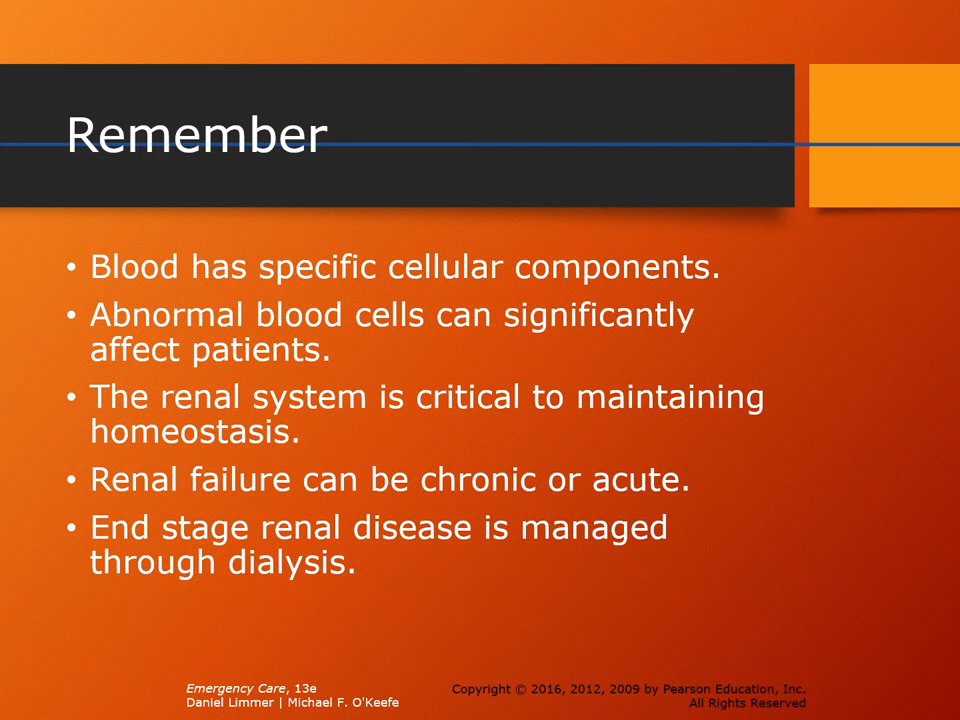 Remember
• Blood has specific cellular components.
• Abnormal blood cells can significantly
affect patients.
• The renal system is critical to maintaining
homeostasis.
• Renal failure can be chronic or acute.
• End stage renal disease is managed
through dialysis.
Emergency Care, 13e
Daniel Limmer | Michael F. O'Keefe
Copyright © 2016, 2012, 2009 by Pearson Education, Inc.
All Rights Reserved